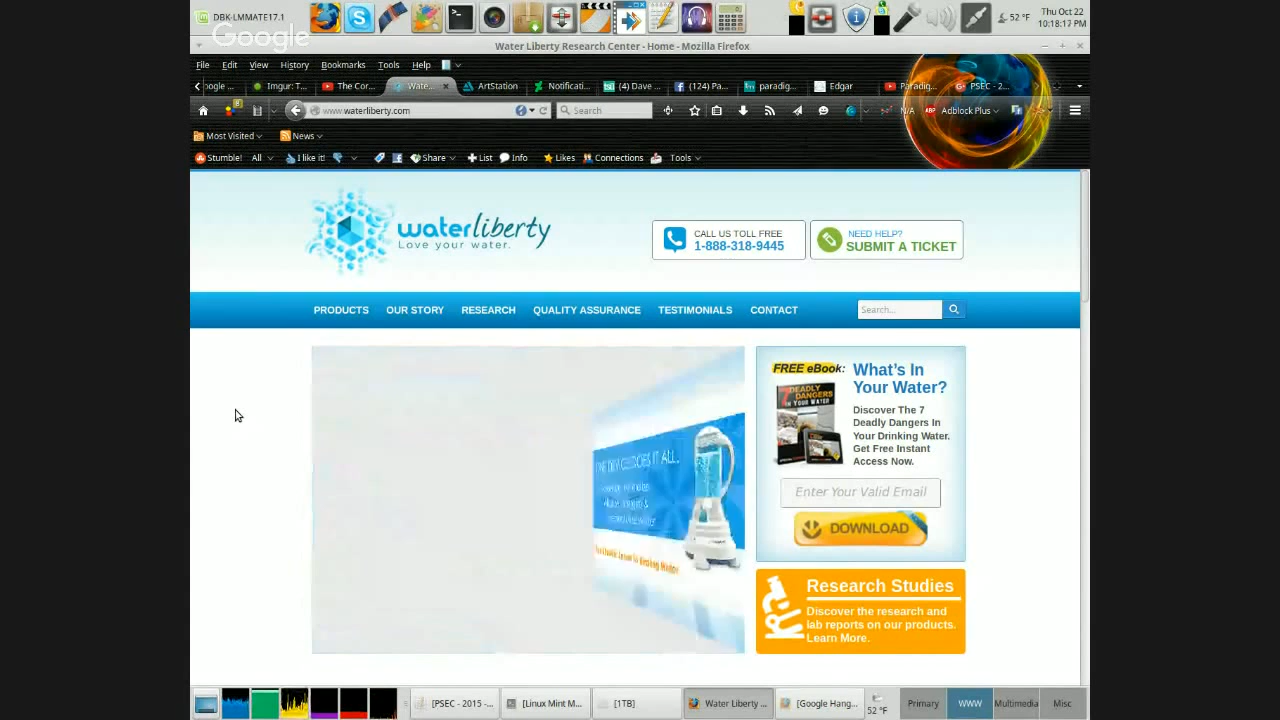 DBK-LMMATE17.1
52 °F
Thu Oct 22
10:18:17 PM
Google
Water Liberty Research Center - Home - Mozilla Firefox
File Edit View History Bookmarks Tools Help
oogle ...
Imgur: T...
The Cor...
Wate...
ArtStation
Notificati...
(4) Dave ...
(124) Pa...
paradig...
Edgar
Paradig...
PSEC - 2...
8
www.waterliberty.com
Search
N/A
ABP
Adblock Plus
Most Visited
News
Stumble! All I like it! Share List Info Likes Connections Tools
waterliberty
Love your water.
CALL US TOLL FREE
1-888-318-9445
NEED HELP?
SUBMIT A TICKET
PRODUCTS OUR STORY RESEARCH QUALITY ASSURANCE TESTIMONIALS CONTACT
Search...
FREE eBook:
What's In
Your Water?
7 DEADLY
DANGERS
IN YOUR WATER
Discover The 7
Deadly Dangers In
Your Drinking Water.
Get Free Instant
Access Now.
Enter Your Valid Email
DOWNLOAD
Research Studies
Discover the research and
lab reports on our products.
Learn More.
[PSEC - 2015 -...
[Linux Mint M...
[1TB]
Water Liberty ...
[Google Hang...
52 °F
Primary WWW Multimedia Misc